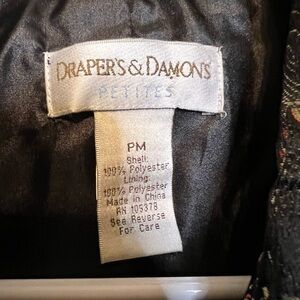 DRAPER'S & DAMON'S
PETITES
PM
Shell:
100% Polyester
Lining:
100% Polyester
Made in China
RN 105378
See Reverse
For Care